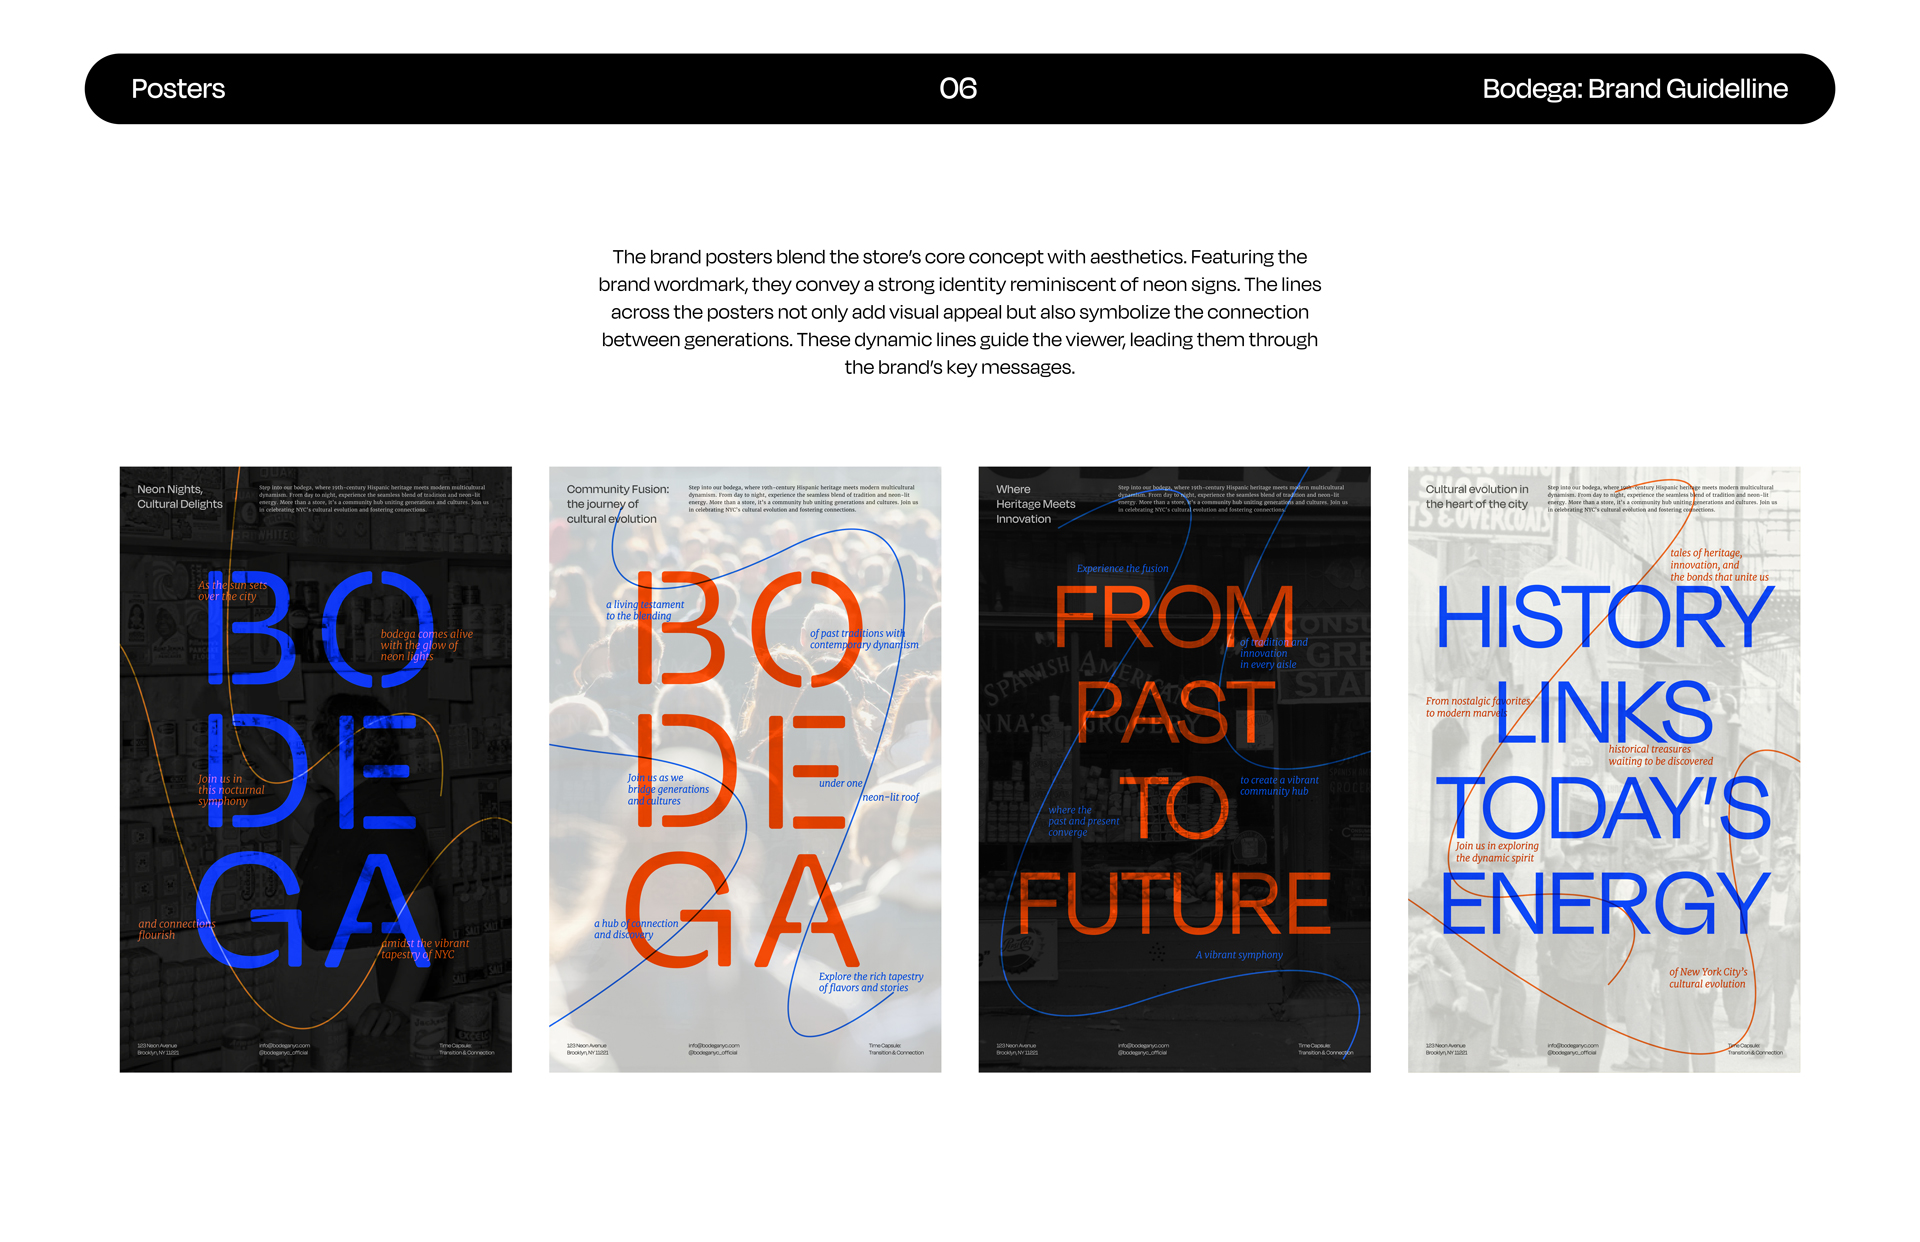 Posters
06
Bodega: Brand Guidelline
The brand posters blend the store's core concept with aesthetics. Featuring the
brand wordmark, they convey a strong identity reminiscent of neon signs. The lines
across the posters not only add visual appeal but also symbolize the connection
between generations. These dynamic lines guide the viewer, leading them through
the brand's key messages.
Neon Nights,
Cultural Delights
Step into our bodega, where 19th-century Hispanic heritage meets modern multicultural
dynamism. From day to night, experience the seamless blend of tradition and neon-lit
energy. More than a store, it's a community hub uniting generations and cultures. Join us
in celebrating NYC's cultural evolution and fostering connections.
As the sun sets
over the city
BO
bodega comes alive
with the glow of
neon lights
DE
Join us in
this nocturnal
symphony
GA
and connections
flourish
amidst the vibrant
tapestry of NYC
123 Neon Avenue
Brooklyn, NY 11221
info@bodeganyc.com
@bodeganyc_official
Time Capsule:
Transition & Connection
Community Fusion:
the journey of
cultural evolution
Step into our bodega, where 19th-century Hispanic heritage meets modern multicultural
dynamism. From day to night, experience the seamless blend of tradition and neon-lit
energy. More than a store, it's a community hub uniting generations and cultures. Join us
in celebrating NYC's cultural evolution and fostering connections.
a living testament
to the blending
BO
of past traditions with
contemporary dynamism
DE
Join us as we
bridge generations
and cultures
under one
neon-lit roof
GA
a hub of connection
and discovery
Explore the rich tapestry
of flavors and stories
123 Neon Avenue
Brooklyn, NY 11221
info@bodeganyc.com
@bodeganyc_official
Time Capsule:
Transition & Connection
Where
Heritage Meets
Innovation
Step into our bodega, where 19th-century Hispanic heritage meets modern multicultural
dynamism. From day to night, experience the seamless blend of tradition and neon-lit
energy. More than a store, it's a community hub uniting generations and cultures. Join us
in celebrating NYC's cultural evolution and fostering connections.
Experience the fusion
FROM
of tradition and
innovation
in every aisle
SPANISH AMERICAN
GROCERY
PAST
to create a vibrant
community hub
TO
where the
past and present
converge
FUTURE
A vibrant symphony
123 Neon Avenue
Brooklyn, NY 11221
info@bodeganyc.com
@bodeganyc_official
Time Capsule:
Transition & Connection
Cultural evolution in
the heart of the city
Step into our bodega, where 19th-century Hispanic heritage meets modern multicultural
dynamism. From day to night, experience the seamless blend of tradition and neon-lit
energy. More than a store, it's a community hub uniting generations and cultures. Join us
in celebrating NYC's cultural evolution and fostering connections.
TS & OVERCOATS
tales of heritage,
innovation, and
the bonds that unite us
HISTORY
From nostalgic favorites
to modern marvels
LINKS
historical treasures
waiting to be discovered
TODAY'S
Join us in exploring
the dynamic spirit
ENERGY
of New York City's
cultural evolution
123 Neon Avenue
Brooklyn, NY 11221
info@bodeganyc.com
@bodeganyc_official
Time Capsule:
Transition & Connection